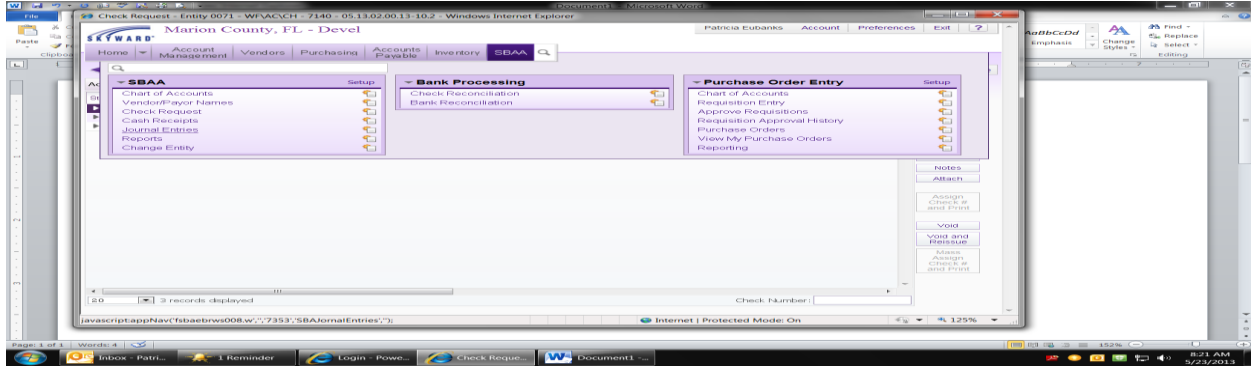 Document1 - Microsoft Word
File
Check Request - Entity 0071 - WF\AC\CH - 7140 - 05.13.02.00.13-10.2 - Windows Internet Explorer
SKYWARD®
Marion County, FL - Devel
Patricia Eubanks Account Preferences Exit ?
Paste
AaBbCcDd
Emphasis
Change Styles
Find
Replace
Select
Editing
Home
Account Management
Vendors
Purchasing
Accounts Payable
Inventory
SBAA
SBAA Setup
Chart of Accounts
Vendor/Payor Names
Check Request
Cash Receipts
Journal Entries
Reports
Change Entity
Bank Processing
Check Reconciliation
Bank Reconciliation
Purchase Order Entry Setup
Chart of Accounts
Requisition Entry
Approve Requisitions
Requisition Approval History
Purchase Orders
View My Purchase Orders
Reporting
Notes
Attach
Assign
Check #
and Print
Void
Void and
Reissue
Mass
Assign
Check #
and Print
20 3 records displayed
Check Number:
javascript:appNav('fsbaebrws008.w','','7353','SBAJornalEntries','');
Internet | Protected Mode: On
125%
Page: 1 of 1 Words: 4
152%
Inbox - Patri...
1 Reminder
Login - Powe...
Check Reque...
Document1 -...
8:21 AM
5/23/2013